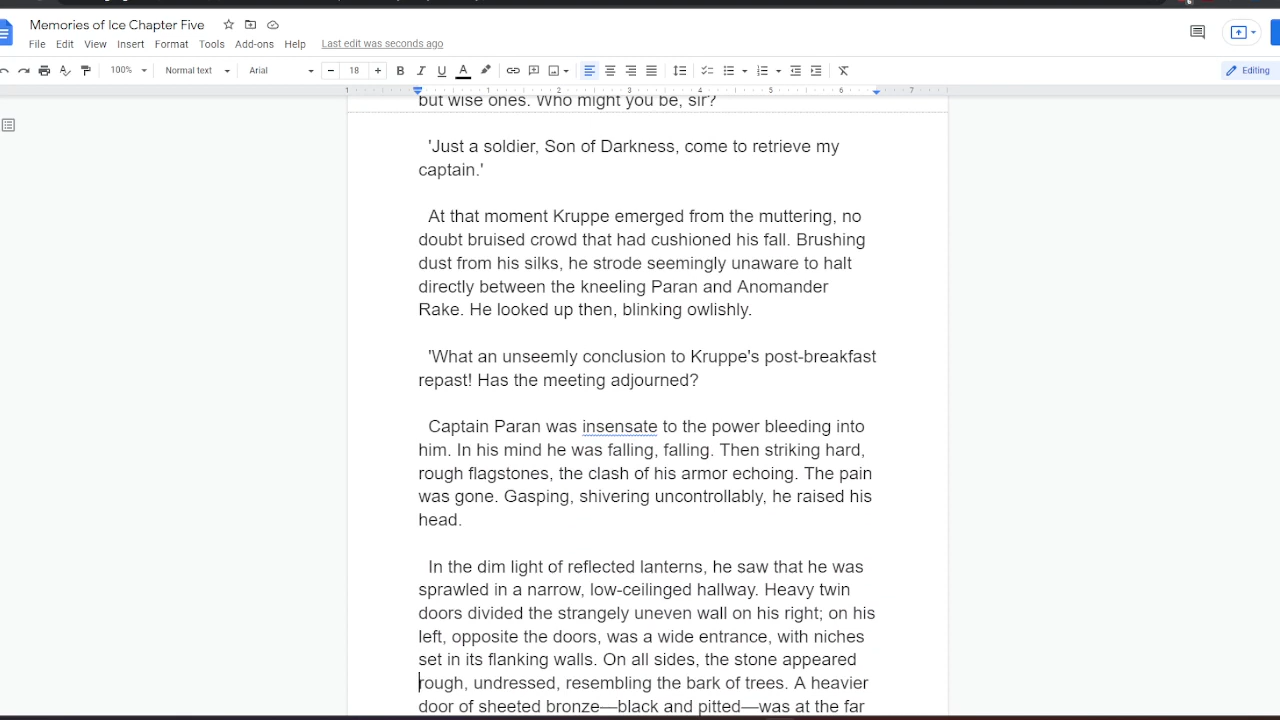 Memories of Ice Chapter Five
File Edit View Insert Format Tools Add-ons Help Last edit was seconds ago
100% Normal text Arial 18 B I U A Editing
1 1 2 3 4 5 6 7
but wise ones. Who might you be, sir'?
'Just a soldier, Son of Darkness, come to retrieve my
captain.'
At that moment Kruppe emerged from the muttering, no
doubt bruised crowd that had cushioned his fall. Brushing
dust from his silks, he strode seemingly unaware to halt
directly between the kneeling Paran and Anomander
Rake. He looked up then, blinking owlishly.
'What an unseemly conclusion to Kruppe's post-breakfast
repast! Has the meeting adjourned?
Captain Paran was insensate to the power bleeding into
him. In his mind he was falling, falling. Then striking hard,
rough flagstones, the clash of his armor echoing. The pain
was gone. Gasping, shivering uncontrollably, he raised his
head.
In the dim light of reflected lanterns, he saw that he was
sprawled in a narrow, low-ceilinged hallway. Heavy twin
doors divided the strangely uneven wall on his right; on his
left, opposite the doors, was a wide entrance, with niches
set in its flanking walls. On all sides, the stone appeared
rough, undressed, resembling the bark of trees. A heavier
door of sheeted bronze—black and pitted—was at the far